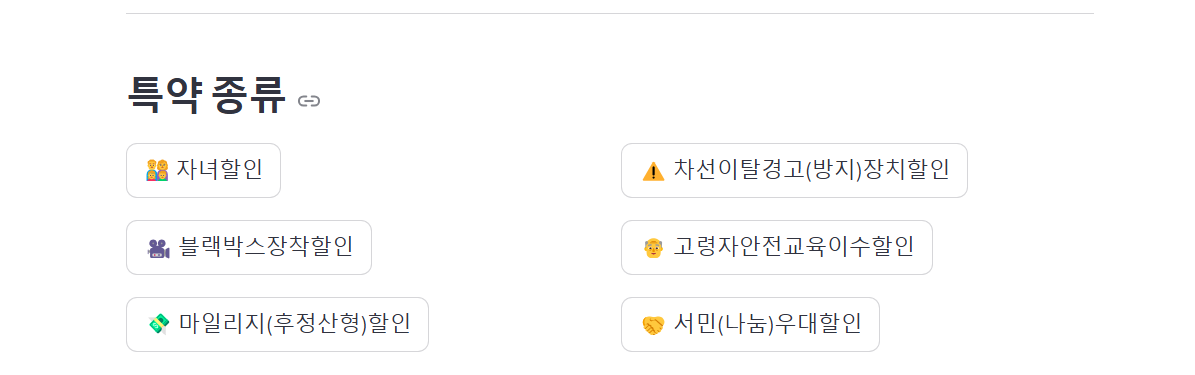 특약 종류
자녀할인
차선이탈경고(방지)장치할인
블랙박스장착할인
고령자안전교육이수할인
마일리지(후정산형)할인
서민(나눔)우대할인